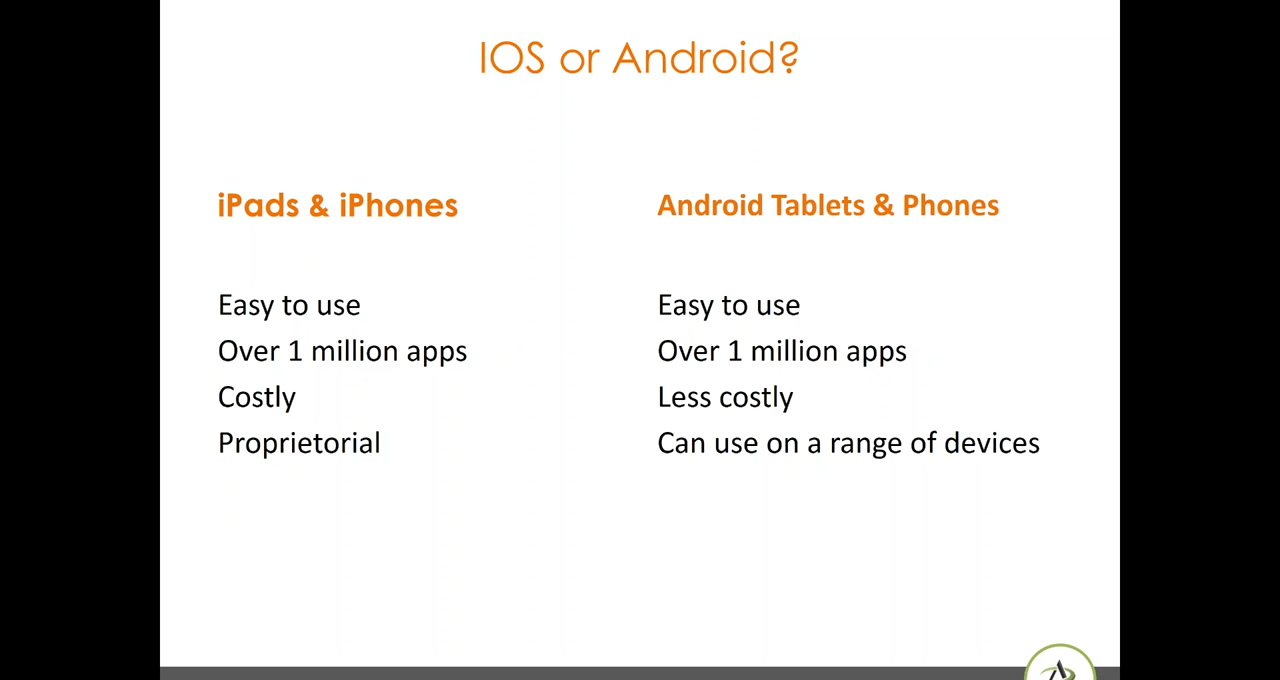 IOS or Android?
iPads & iPhones
Easy to use
Over 1 million apps
Costly
Proprietorial
Android Tablets & Phones
Easy to use
Over 1 million apps
Less costly
Can use on a range of devices